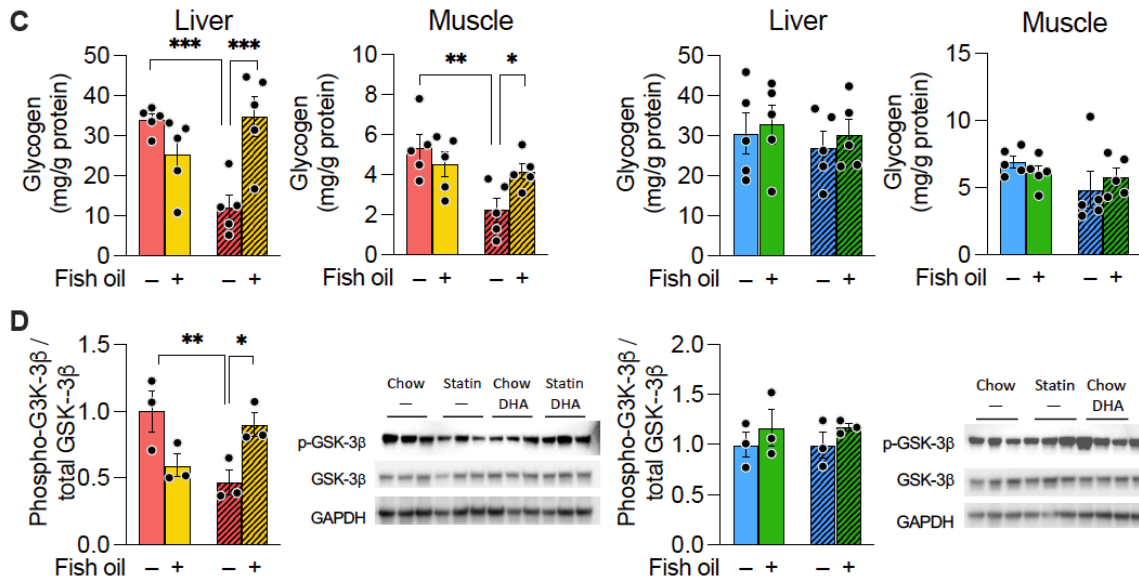 C
Liver
Muscle
Liver
Muscle
Glycogen
(mg/g protein)
50
40
30
20
10
0
*** ***
Fish oil – + – +
Glycogen
(mg/g protein)
10
8
6
4
2
0
** *
– + – +
Glycogen
(mg/g protein)
50
40
30
20
10
0
Fish oil – + – +
Glycogen
(mg/g protein)
15
10
5
0
– + – +
D
Phospho-G3K-3β /
total GSK--3β
1.5
1.0
0.5
0.0
** *
Fish oil – + – +
Chow Statin Chow Statin
— — DHA DHA
p-GSK-3β
GSK-3β
GAPDH
Phospho-G3K-3β /
total GSK--3β
2.0
1.5
1.0
0.5
0.0
Fish oil – + – +
Chow Statin Chow
— — DHA
p-GSK-3β
GSK-3β
GAPDH